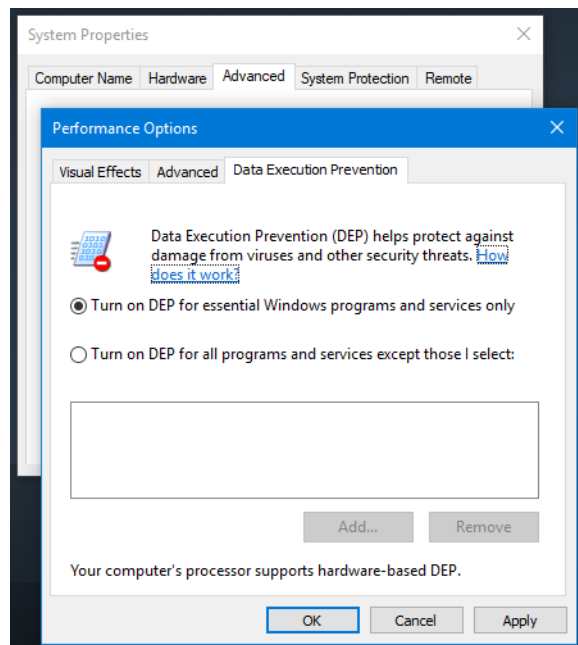 System Properties
Computer Name Hardware Advanced System Protection Remote
Performance Options
Visual Effects Advanced Data Execution Prevention
Data Execution Prevention (DEP) helps protect against
damage from viruses and other security threats. How
does it work?
Turn on DEP for essential Windows programs and services only
Turn on DEP for all programs and services except those I select:
Add... Remove
Your computer's processor supports hardware-based DEP.
OK Cancel Apply